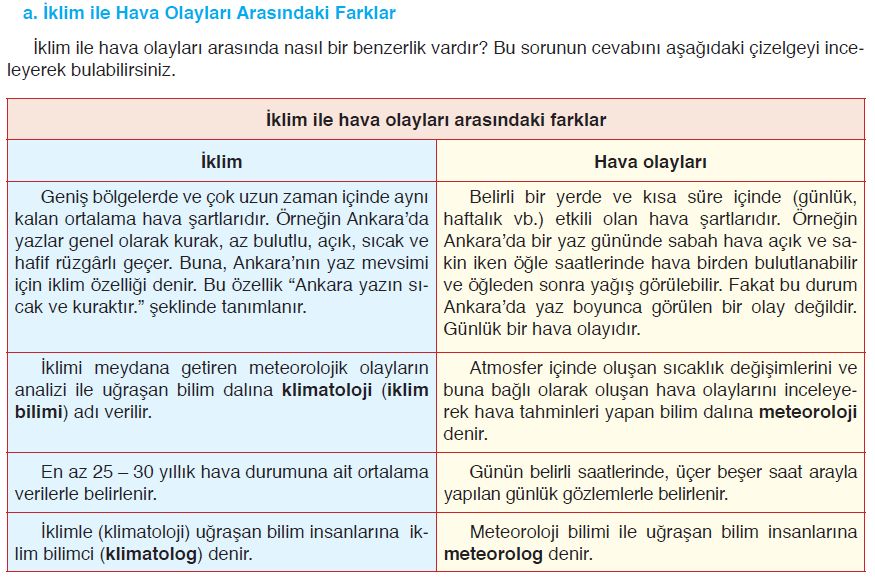 a. İklim ile Hava Olayları Arasındaki Farklar
İklim ile hava olayları arasında nasıl bir benzerlik vardır? Bu sorunun cevabını aşağıdaki çizelgeyi ince-
leyerek bulabilirsiniz.
İklim ile hava olayları arasındaki farklar
İklim
Hava olayları
Geniş bölgelerde ve çok uzun zaman içinde aynı
kalan ortalama hava şartlarıdır. Örneğin Ankara’da
yazlar genel olarak kurak, az bulutlu, açık, sıcak ve
hafif rüzgârlı geçer. Buna, Ankara’nın yaz mevsimi
için iklim özelliği denir. Bu özellik “Ankara yazın sı-
cak ve kuraktır.” şeklinde tanımlanır.
Belirli bir yerde ve kısa süre içinde (günlük,
haftalık vb.) etkili olan hava şartlarıdır. Örneğin
Ankara’da bir yaz gününde sabah hava açık ve sa-
kin iken öğle saatlerinde hava birden bulutlanabilir
ve öğleden sonra yağış görülebilir. Fakat bu durum
Ankara’da yaz boyunca görülen bir olay değildir.
Günlük bir hava olayıdır.
İklimi meydana getiren meteorolojik olayların
analizi ile uğraşan bilim dalına klimatoloji (iklim
bilimi) adı verilir.
Atmosfer içinde oluşan sıcaklık değişimlerini ve
buna bağlı olarak oluşan hava olaylarını inceleye-
rek hava tahminleri yapan bilim dalına meteoroloji
denir.
En az 25 – 30 yıllık hava durumuna ait ortalama
verilerle belirlenir.
Günün belirli saatlerinde, üçer beşer saat arayla
yapılan günlük gözlemlerle belirlenir.
İklimle (klimatoloji) uğraşan bilim insanlarına ik-
lim bilimci (klimatolog) denir.
Meteoroloji bilimi ile uğraşan bilim insanlarına
meteorolog denir.